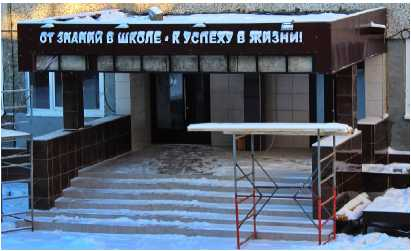 ОТ ЗНАНИЙ В ШКОЛЕ - К УСПЕХУ В ЖИЗНИ!